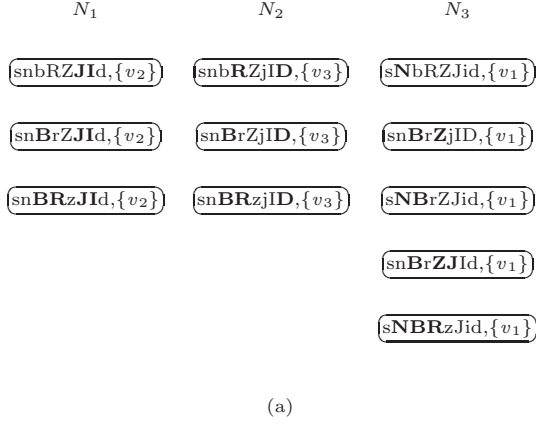 N₁ N₂ N₃
snbRZJId,{v₂} snbRZjID,{v₃} sNbRZJid,{v₁}
snBrZJId,{v₂} snBrZjID,{v₃} snBrZjID,{v₁}
snBRzJId,{v₂} snBRzjID,{v₃} sNBrZJid,{v₁}
snBrZJId,{v₁}
sNBRzJid,{v₁}
(a)